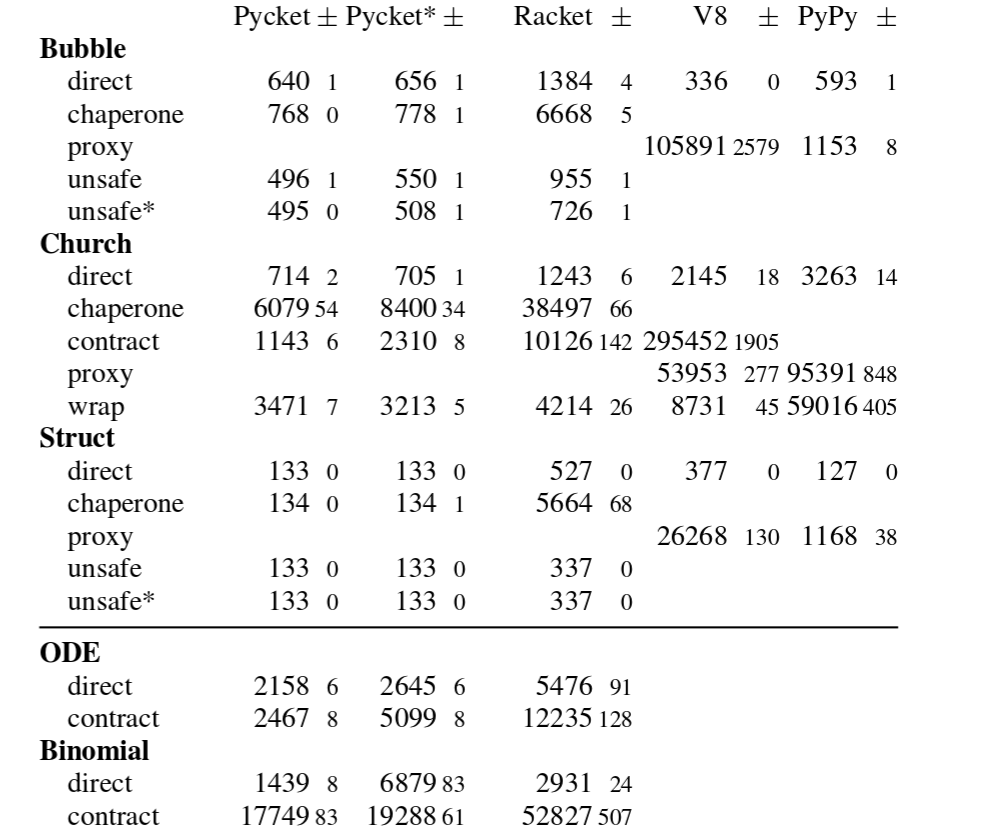 Pycket ± Pycket* ± Racket ± V8 ± PyPy ±
Bubble
direct 640 1 656 1 1384 4 336 0 593 1
chaperone 768 0 778 1 6668 5
proxy 105891 2579 1153 8
unsafe 496 1 550 1 955 1
unsafe* 495 0 508 1 726 1
Church
direct 714 2 705 1 1243 6 2145 18 3263 14
chaperone 6079 54 8400 34 38497 66
contract 1143 6 2310 8 10126 142 295452 1905
proxy 53953 277 95391 848
wrap 3471 7 3213 5 4214 26 8731 45 59016 405
Struct
direct 133 0 133 0 527 0 377 0 127 0
chaperone 134 0 134 1 5664 68
proxy 26268 130 1168 38
unsafe 133 0 133 0 337 0
unsafe* 133 0 133 0 337 0
ODE
direct 2158 6 2645 6 5476 91
contract 2467 8 5099 8 12235 128
Binomial
direct 1439 8 6879 83 2931 24
contract 17749 83 19288 61 52827 507